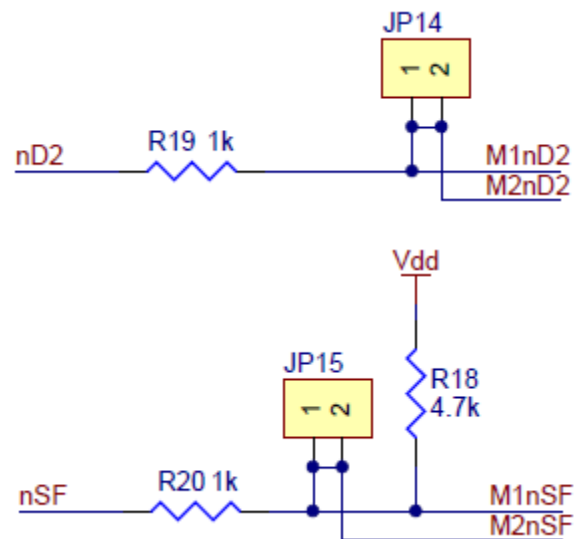 JP14
1 2
R19 1k
nD2
M1nD2
M2nD2
Vdd
JP15
1 2
R18
4.7k
R20 1k
nSF
M1nSF
M2nSF